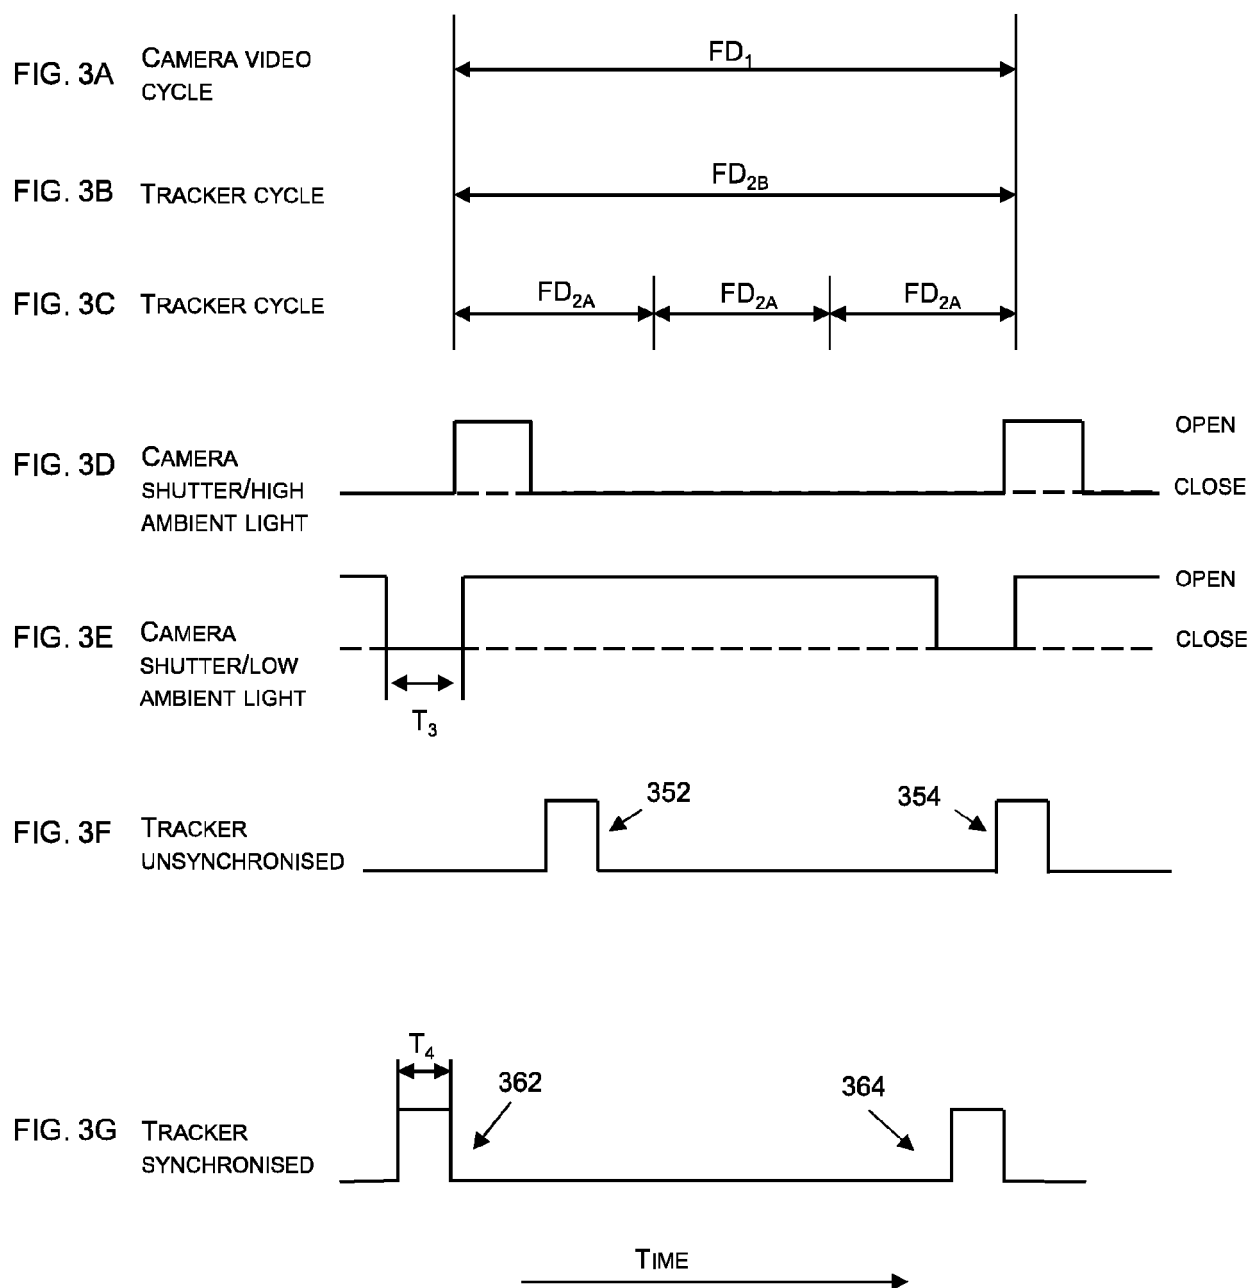 FIG. 3A CAMERA VIDEO CYCLE
FD1
FIG. 3B TRACKER CYCLE
FD2B
FIG. 3C TRACKER CYCLE
FD2A FD2A FD2A
FIG. 3D CAMERA
SHUTTER/HIGH
AMBIENT LIGHT
OPEN
CLOSE
FIG. 3E CAMERA
SHUTTER/LOW
AMBIENT LIGHT
OPEN
CLOSE
T3
FIG. 3F TRACKER
UNSYNCHRONISED
352
354
T4
FIG. 3G TRACKER
SYNCHRONISED
362
364
TIME